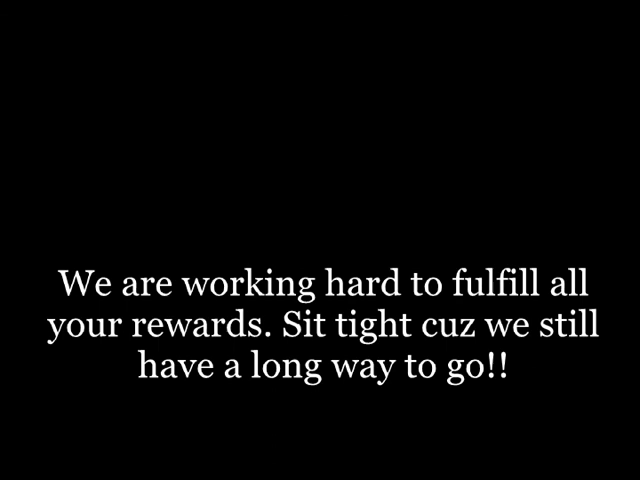 We are working hard to fulfill all
your rewards. Sit tight cuz we still
have a long way to go!!